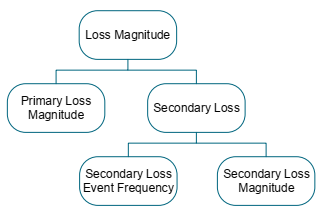 Loss Magnitude
Primary Loss
Magnitude
Secondary Loss
Secondary Loss
Event Frequency
Secondary Loss
Magnitude